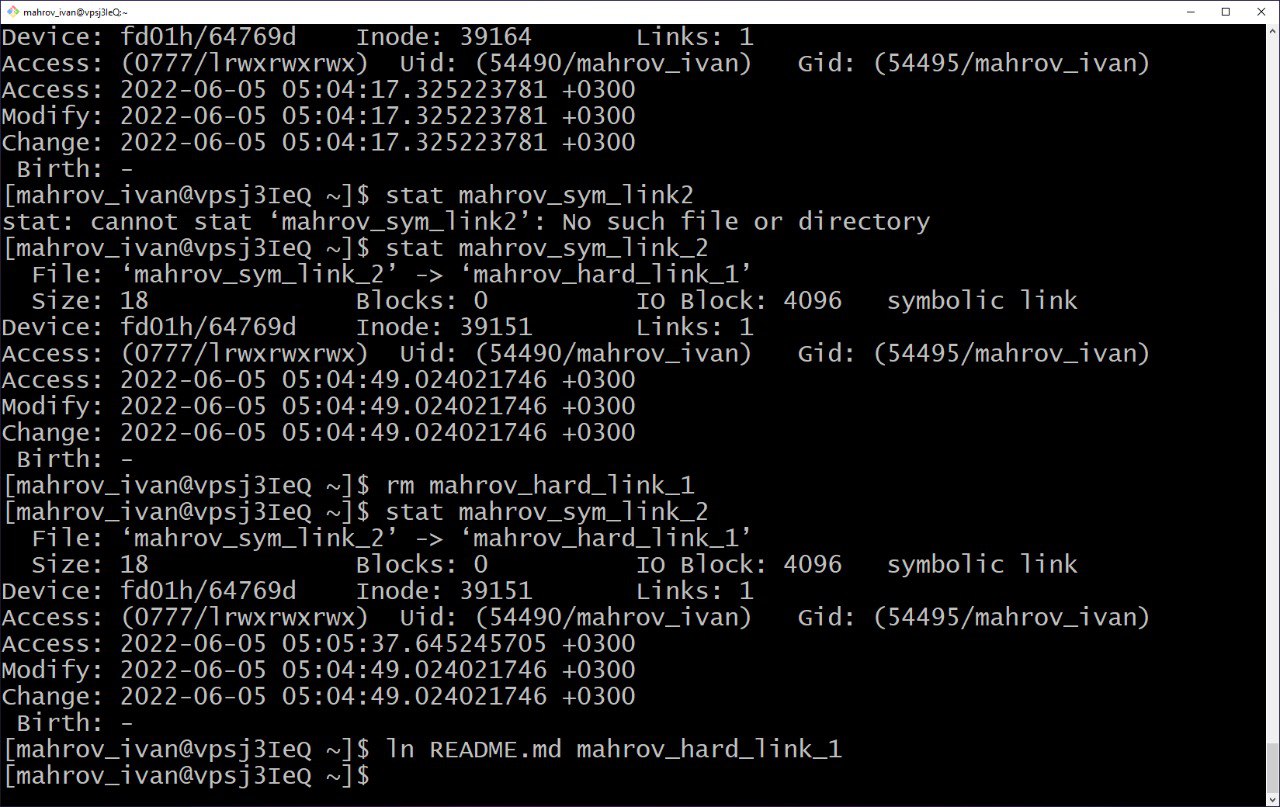 mahrov_ivan@vpsj3IeQ:~
Device: fd01h/64769d    Inode: 39164       Links: 1
Access: (0777/lrwxrwxrwx)  Uid: (54490/mahrov_ivan)   Gid: (54495/mahrov_ivan)
Access: 2022-06-05 05:04:17.325223781 +0300
Modify: 2022-06-05 05:04:17.325223781 +0300
Change: 2022-06-05 05:04:17.325223781 +0300
 Birth: -
[mahrov_ivan@vpsj3IeQ ~]$ stat mahrov_sym_link2
stat: cannot stat ‘mahrov_sym_link2’: No such file or directory
[mahrov_ivan@vpsj3IeQ ~]$ stat mahrov_sym_link_2
  File: ‘mahrov_sym_link_2’ -> ‘mahrov_hard_link_1’
  Size: 18              Blocks: 0          IO Block: 4096   symbolic link
Device: fd01h/64769d    Inode: 39151       Links: 1
Access: (0777/lrwxrwxrwx)  Uid: (54490/mahrov_ivan)   Gid: (54495/mahrov_ivan)
Access: 2022-06-05 05:04:49.024021746 +0300
Modify: 2022-06-05 05:04:49.024021746 +0300
Change: 2022-06-05 05:04:49.024021746 +0300
 Birth: -
[mahrov_ivan@vpsj3IeQ ~]$ rm mahrov_hard_link_1
[mahrov_ivan@vpsj3IeQ ~]$ stat mahrov_sym_link_2
  File: ‘mahrov_sym_link_2’ -> ‘mahrov_hard_link_1’
  Size: 18              Blocks: 0          IO Block: 4096   symbolic link
Device: fd01h/64769d    Inode: 39151       Links: 1
Access: (0777/lrwxrwxrwx)  Uid: (54490/mahrov_ivan)   Gid: (54495/mahrov_ivan)
Access: 2022-06-05 05:05:37.645245705 +0300
Modify: 2022-06-05 05:04:49.024021746 +0300
Change: 2022-06-05 05:04:49.024021746 +0300
 Birth: -
[mahrov_ivan@vpsj3IeQ ~]$ ln README.md mahrov_hard_link_1
[mahrov_ivan@vpsj3IeQ ~]$